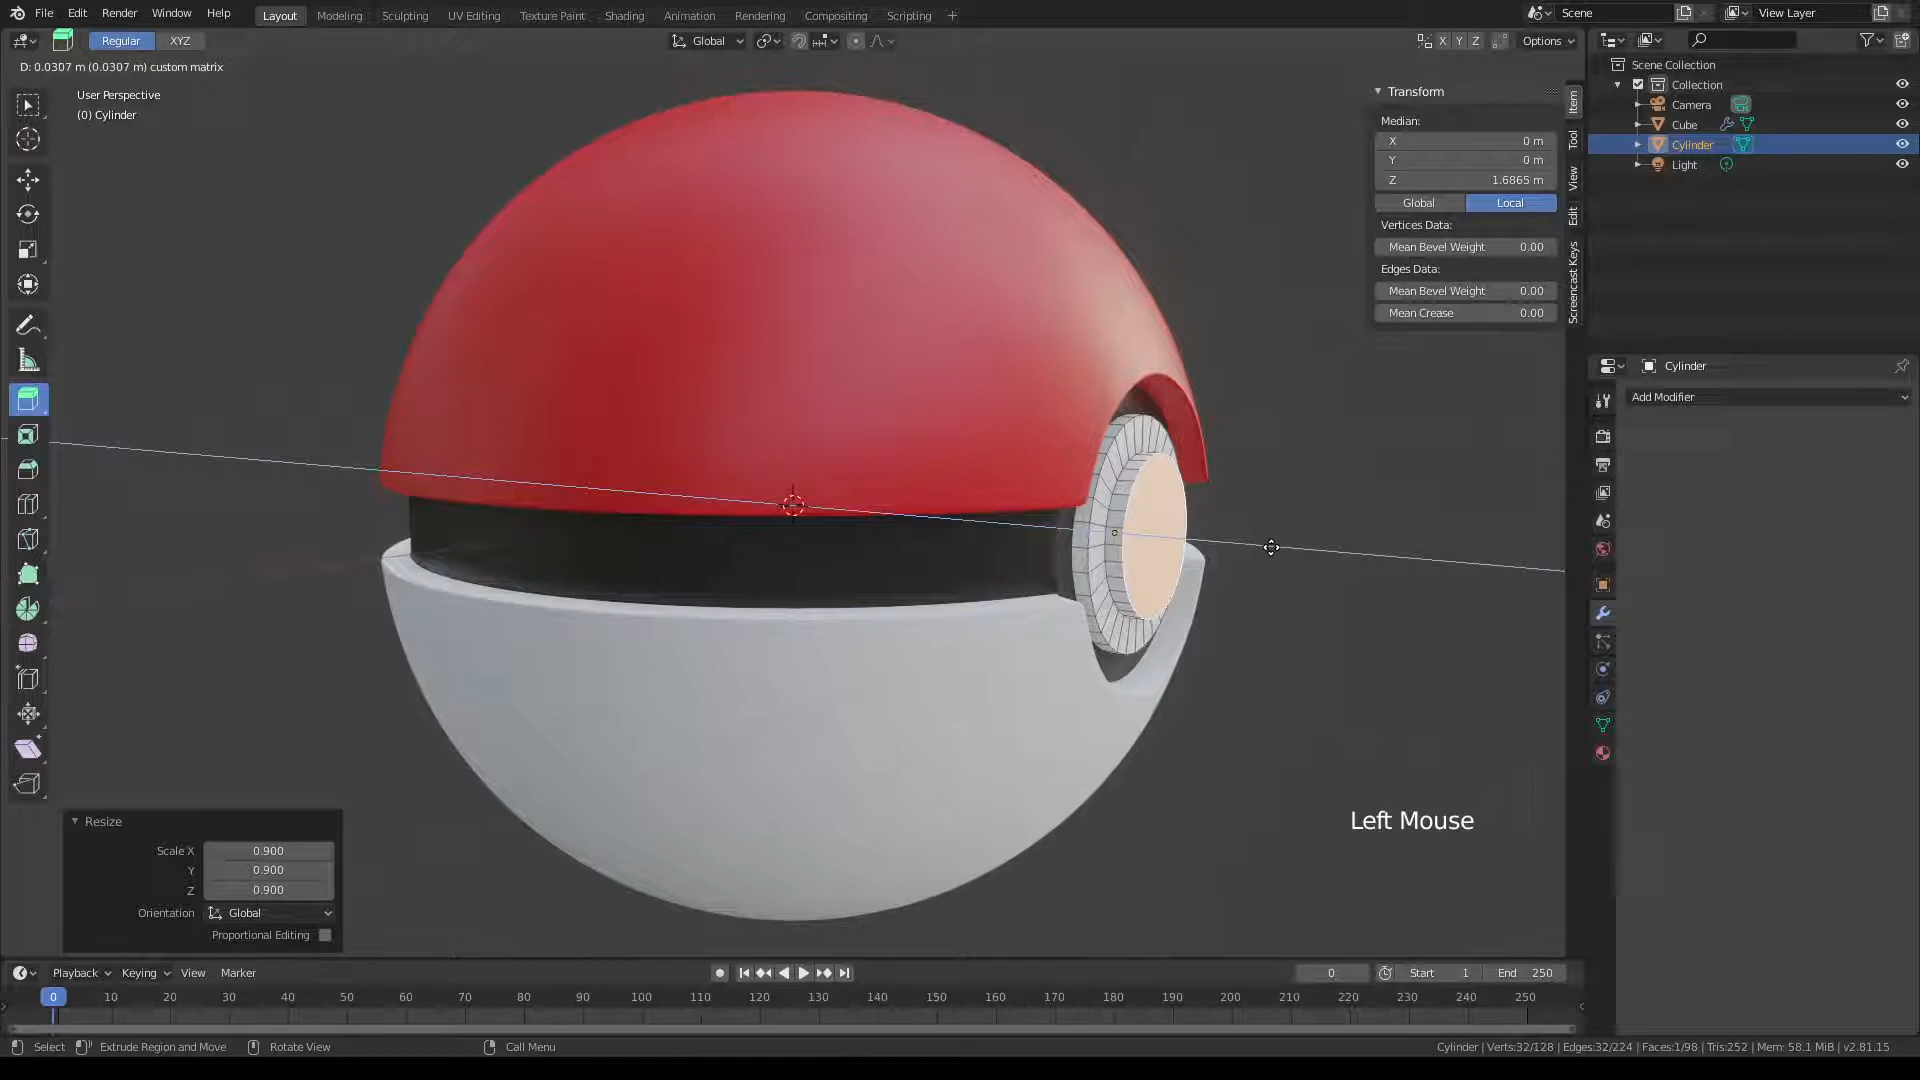 File Edit Render Window Help Layout Modeling Sculpting UV Editing Texture Paint Shading Animation Rendering Compositing Scripting + Scene View Layer
Regular XYZ Global X Y Z Options
D: 0.0307 m (0.0307 m) custom matrix
User Perspective
(0) Cylinder
Transform
Median:
X 0 m
Y 0 m
Z 1.6865 m
Global Local
Vertices Data:
Mean Bevel Weight 0.00
Edges Data:
Mean Bevel Weight 0.00
Mean Crease 0.00
Item
Tool
View
Edit
Screencast Keys
Scene Collection
Collection
Camera
Cube
Cylinder
Light
Cylinder
Add Modifier
Left Mouse
Resize
Scale X 0.900
Y 0.900
Z 0.900
Orientation Global
Proportional Editing
Playback Keying View Marker 0 Start 1 End 250
0 10 20 30 40 50 60 70 80 90 100 110 120 130 140 150 160 170 180 190 200 210 220 230 240 250
Select Extrude Region and Move Rotate View Call Menu Cylinder | Verts:32/128 | Edges:32/224 | Faces:1/98 | Tris:252 | Mem: 58.1 MiB | v2.81.15